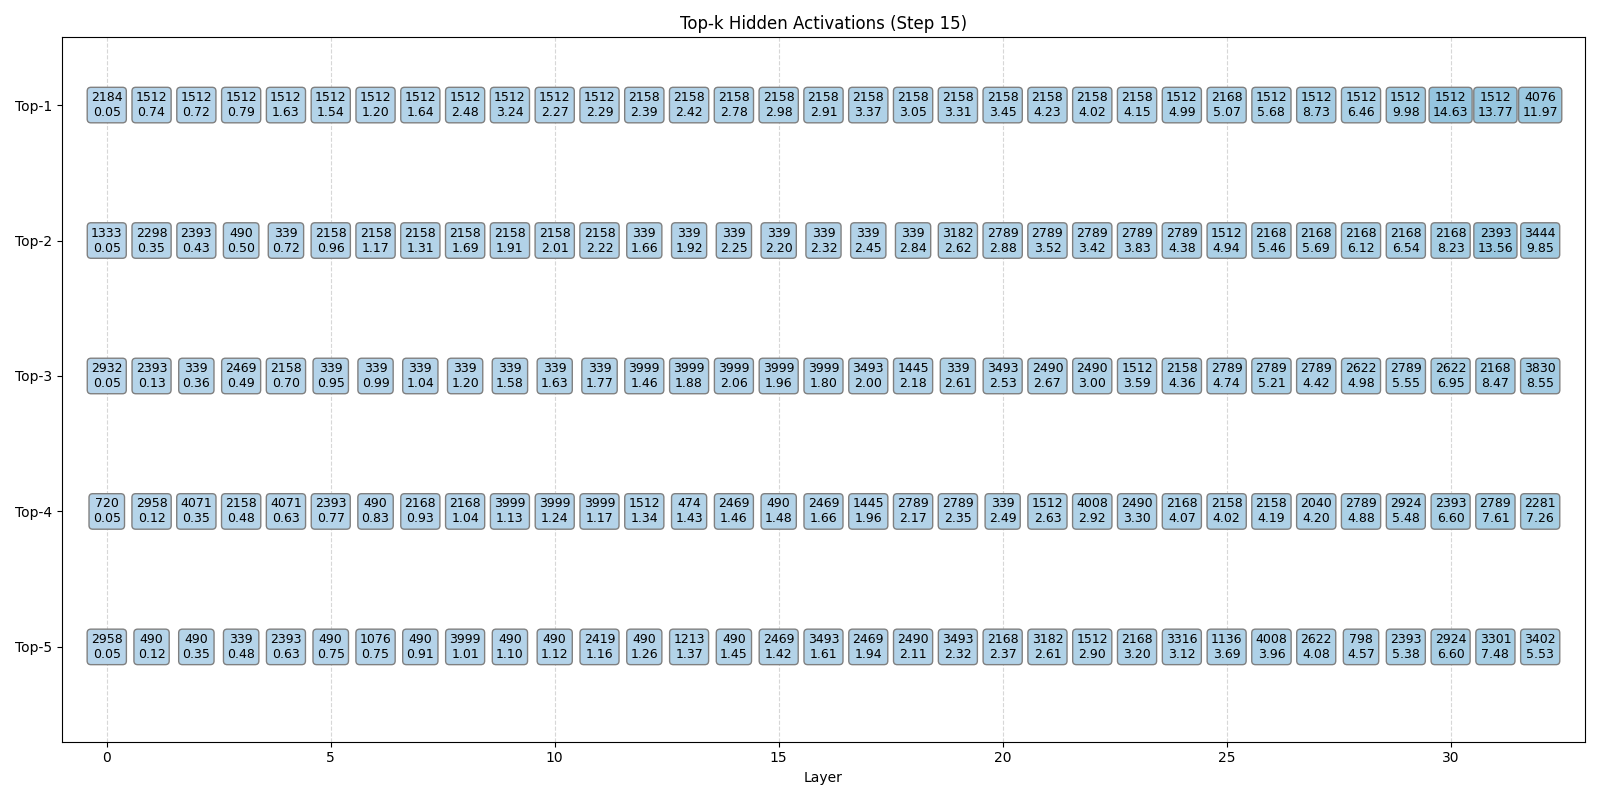 Top-k Hidden Activations (Step 15)
Top-1
2184 1512 1512 1512 1512 1512 1512 1512 1512 1512 1512 1512 2158 2158 2158 2158 2158 2158 2158 2158 2158 2158 2158 2158 1512 2168 1512 1512 1512 1512 1512 1512 4076
0.05 0.74 0.72 0.79 1.63 1.54 1.20 1.64 2.48 3.24 2.27 2.29 2.39 2.42 2.78 2.98 2.91 3.37 3.05 3.31 3.45 4.23 4.02 4.15 4.99 5.07 5.68 8.73 6.46 9.98 14.63 13.77 11.97
Top-2
1333 2298 2393 490 339 2158 2158 2158 2158 2158 2158 2158 339 339 339 339 339 339 339 3182 2789 2789 2789 2789 2789 1512 2168 2168 2168 2168 2168 2393 3444
0.05 0.35 0.43 0.50 0.72 0.96 1.17 1.31 1.69 1.91 2.01 2.22 1.66 1.92 2.25 2.20 2.32 2.45 2.84 2.62 2.88 3.52 3.42 3.83 4.38 4.94 5.46 5.69 6.12 6.54 8.23 13.56 9.85
Top-3
2932 2393 339 2469 2158 339 339 339 339 339 339 339 3999 3999 3999 3999 3999 3493 1445 339 3493 2490 2490 1512 2158 2789 2789 2789 2622 2789 2622 2168 3830
0.05 0.13 0.36 0.49 0.70 0.95 0.99 1.04 1.20 1.58 1.63 1.77 1.46 1.88 2.06 1.96 1.80 2.00 2.18 2.61 2.53 2.67 3.00 3.59 4.36 4.74 5.21 4.42 4.98 5.55 6.95 8.47 8.55
Top-4
720 2958 4071 2158 4071 2393 490 2168 2168 3999 3999 3999 1512 474 2469 490 2469 1445 2789 2789 339 1512 4008 2490 2168 2158 2158 2040 2789 2924 2393 2789 2281
0.05 0.12 0.35 0.48 0.63 0.77 0.83 0.93 1.04 1.13 1.24 1.17 1.34 1.43 1.46 1.48 1.66 1.96 2.17 2.35 2.49 2.63 2.92 3.30 4.07 4.02 4.19 4.20 4.88 5.48 6.60 7.61 7.26
Top-5
2958 490 490 339 2393 490 1076 490 3999 490 490 2419 490 1213 490 2469 3493 2469 2490 3493 2168 3182 1512 2168 3316 1136 4008 2622 798 2393 2924 3301 3402
0.05 0.12 0.35 0.48 0.63 0.75 0.75 0.91 1.01 1.10 1.12 1.16 1.26 1.37 1.45 1.42 1.61 1.94 2.11 2.32 2.37 2.61 2.90 3.20 3.12 3.69 3.96 4.08 4.57 5.38 6.60 7.48 5.53
0 5 10 15 20 25 30
Layer